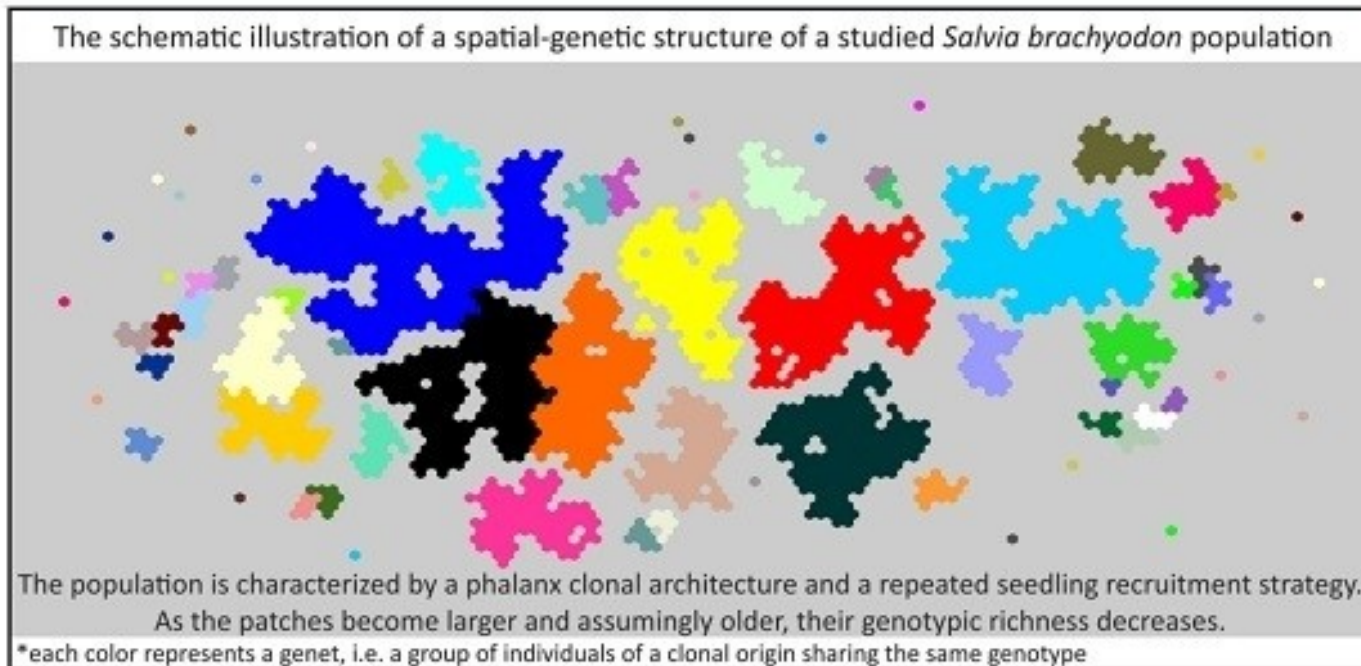 The schematic illustration of a spatial-genetic structure of a studied Salvia brachyodon population
The population is characterized by a phalanx clonal architecture and a repeated seedling recruitment strategy.
As the patches become larger and assumingly older, their genotypic richness decreases.
*each color represents a genet, i.e. a group of individuals of a clonal origin sharing the same genotype